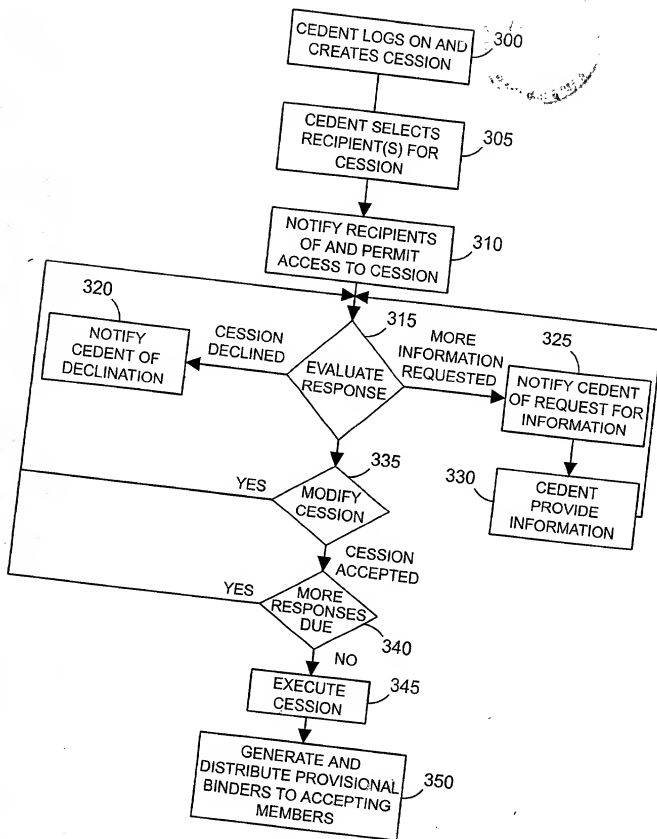 CEDENT LOGS ON AND
CREATES CESSION
300
CEDENT SELECTS
RECIPIENT(S) FOR
CESSION
305
NOTIFY RECIPIENTS
OF AND PERMIT
ACCESS TO CESSION
310
320
NOTIFY
CEDENT OF
DECLINATION
CESSION
DECLINED
315
EVALUATE
RESPONSE
MORE
INFORMATION
REQUESTED
325
NOTIFY CEDENT
OF REQUEST FOR
INFORMATION
330
CEDENT
PROVIDE
INFORMATION
335
YES
MODIFY
CESSION
CESSION
ACCEPTED
YES
MORE
RESPONSES
DUE
340
NO
EXECUTE
CESSION
345
GENERATE AND
DISTRIBUTE PROVISIONAL
BINDERS TO ACCEPTING
MEMBERS
350